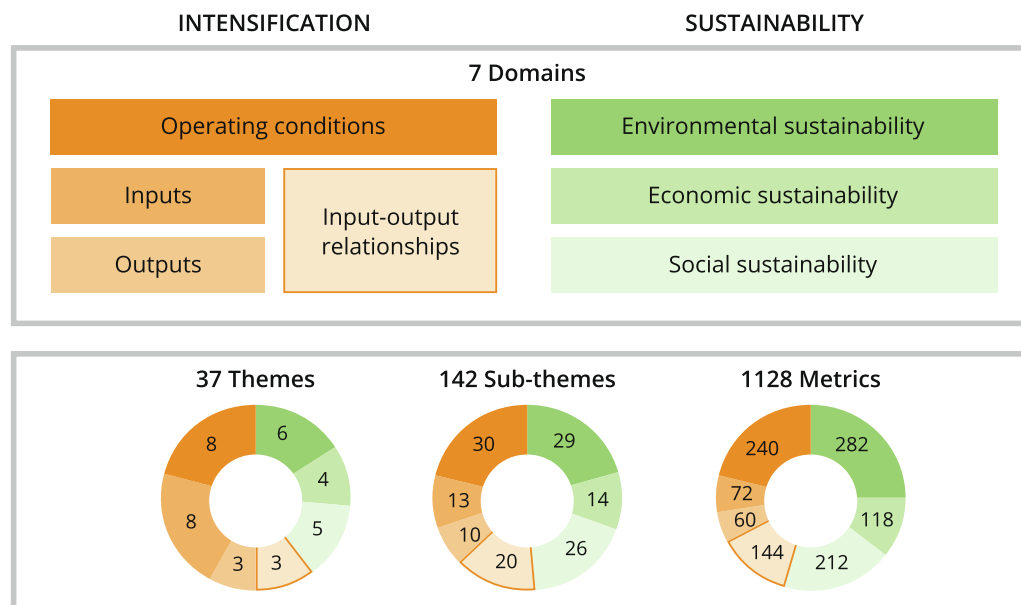 INTENSIFICATION
SUSTAINABILITY
7 Domains
Operating conditions
Environmental sustainability
Inputs
Input-output
relationships
Economic sustainability
Outputs
Social sustainability
37 Themes
8
6
4
5
3
3
8
142 Sub-themes
30
29
14
26
20
10
13
1128 Metrics
240
282
118
212
144
60
72